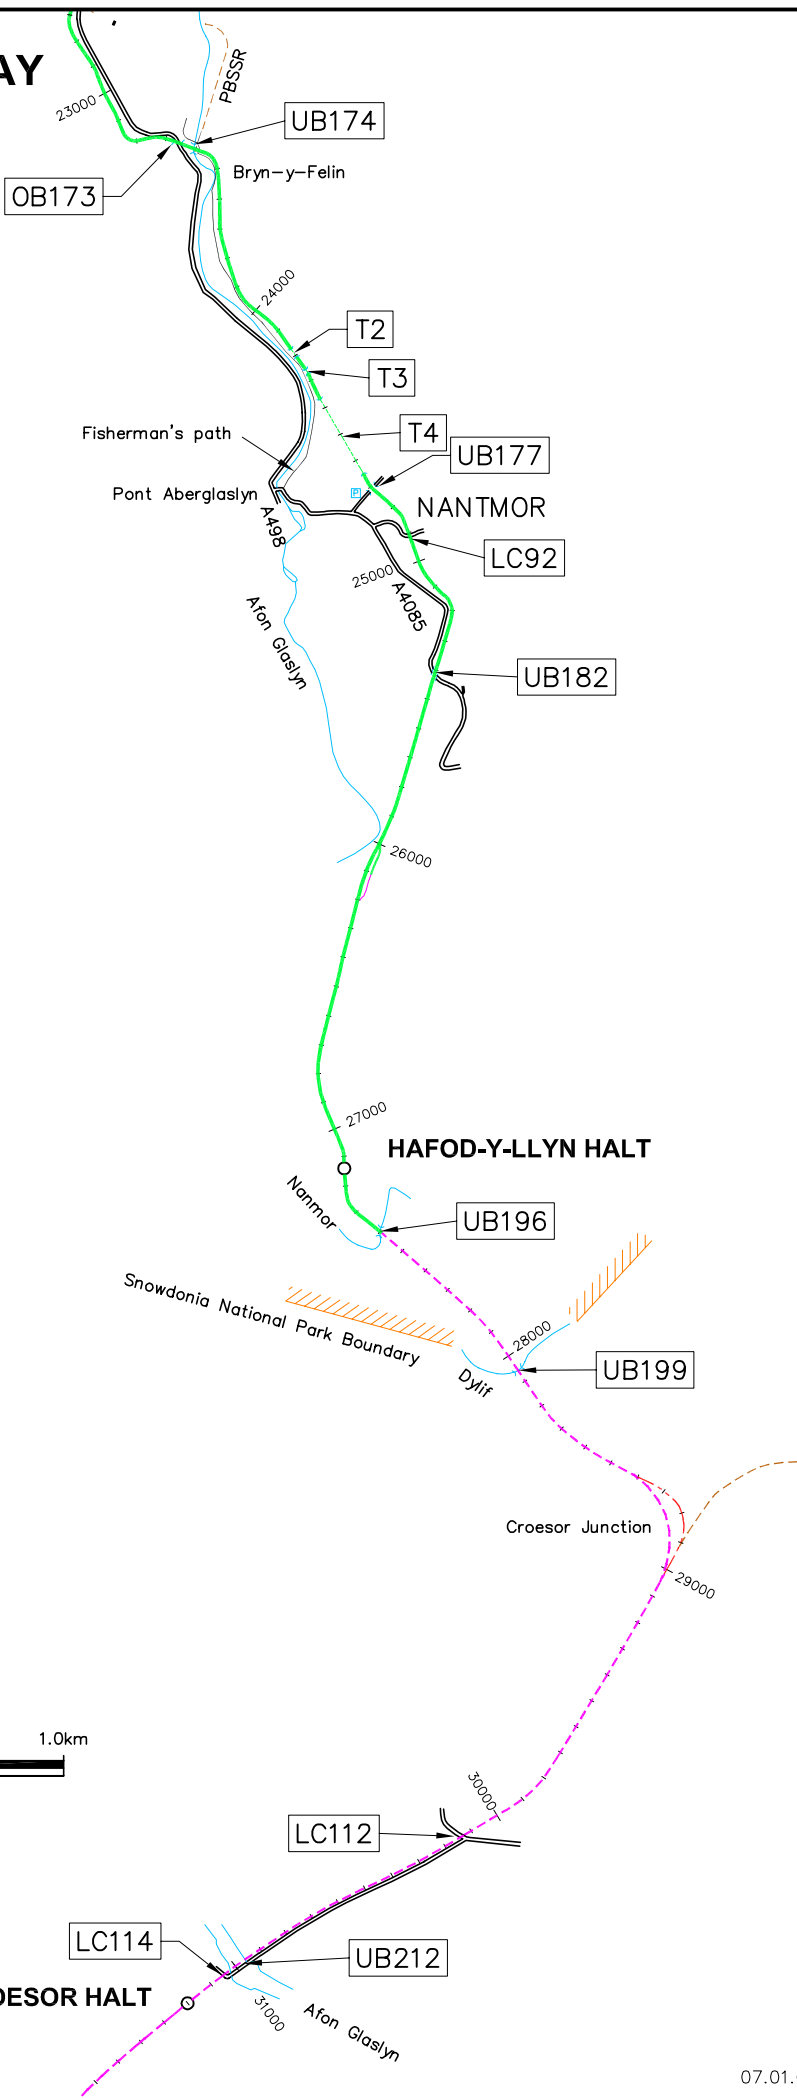 AY
PBSSR
23000
UB174
Bryn-y-Felin
OB173
24000
T2
T3
Fisherman's path
T4
UB177
Pont Aberglaslyn
NANTMOR
A498
LC92
25000
A4085
Afon Glaslyn
UB182
26000
27000
HAFOD-Y-LLYN HALT
Nanmor
UB196
Snowdonia National Park Boundary
28000
UB199
Dylif
Croesor Junction
29000
1.0km
30000
LC112
LC114
UB212
OESOR HALT
31000
Afon Glaslyn
07.01.
P